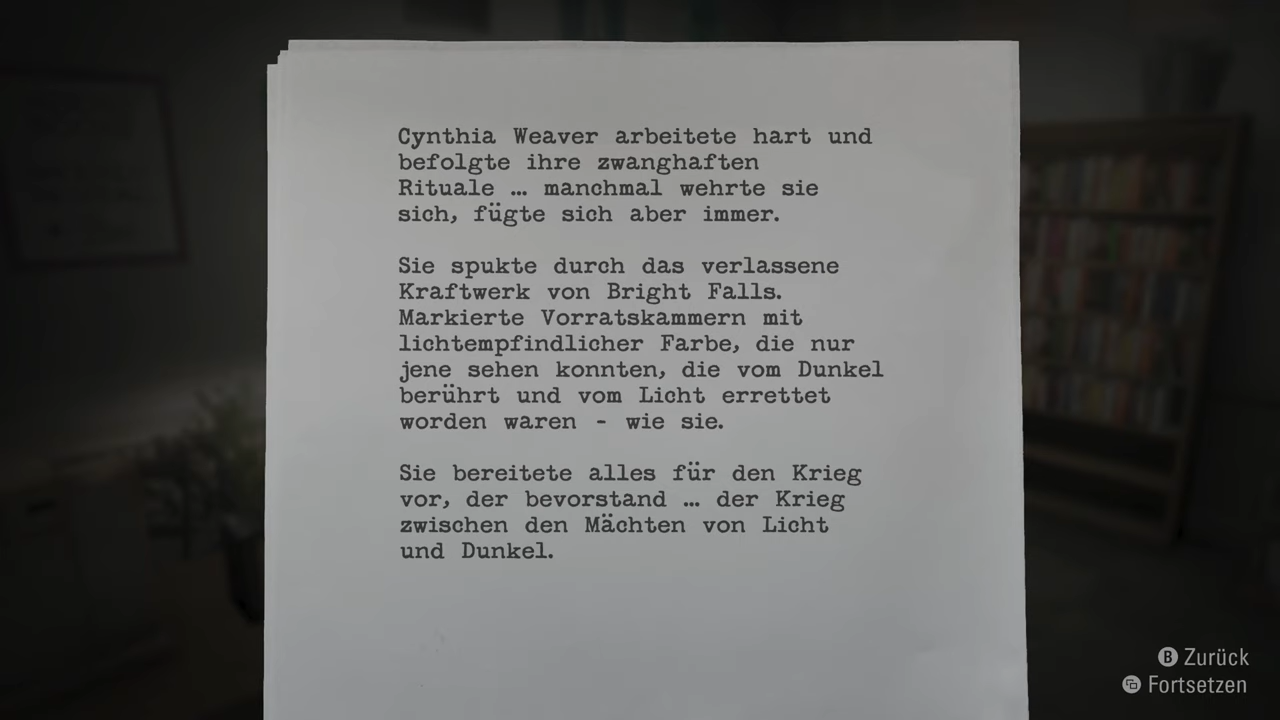 Cynthia Weaver arbeitete hart und
befolgte ihre zwanghaften
Rituale … manchmal wehrte sie
sich, fügte sich aber immer.
Sie spukte durch das verlassene
Kraftwerk von Bright Falls.
Markierte Vorratskammern mit
lichtempfindlicher Farbe, die nur
jene sehen konnten, die vom Dunkel
berührt und vom Licht errettet
worden waren - wie sie.
Sie bereitete alles für den Krieg
vor, der bevorstand … der Krieg
zwischen den Mächten von Licht
und Dunkel.
B Zurück
Fortsetzen